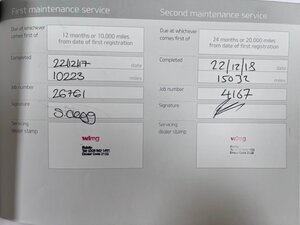 First maintenance service
Due at whichever
comes first of
12 months or 10,000 miles
from date of first registration
Completed
22/12/17
date
10223
miles
Job number
26761
Signature
Servicing
dealer stamp
Second maintenance service
Due at whichever
comes first of
24 months or 20,000 miles
from date of first registration
Completed
22/12/18
date
15032
miles
Job number
4167
Signature
Servicing
dealer stamp